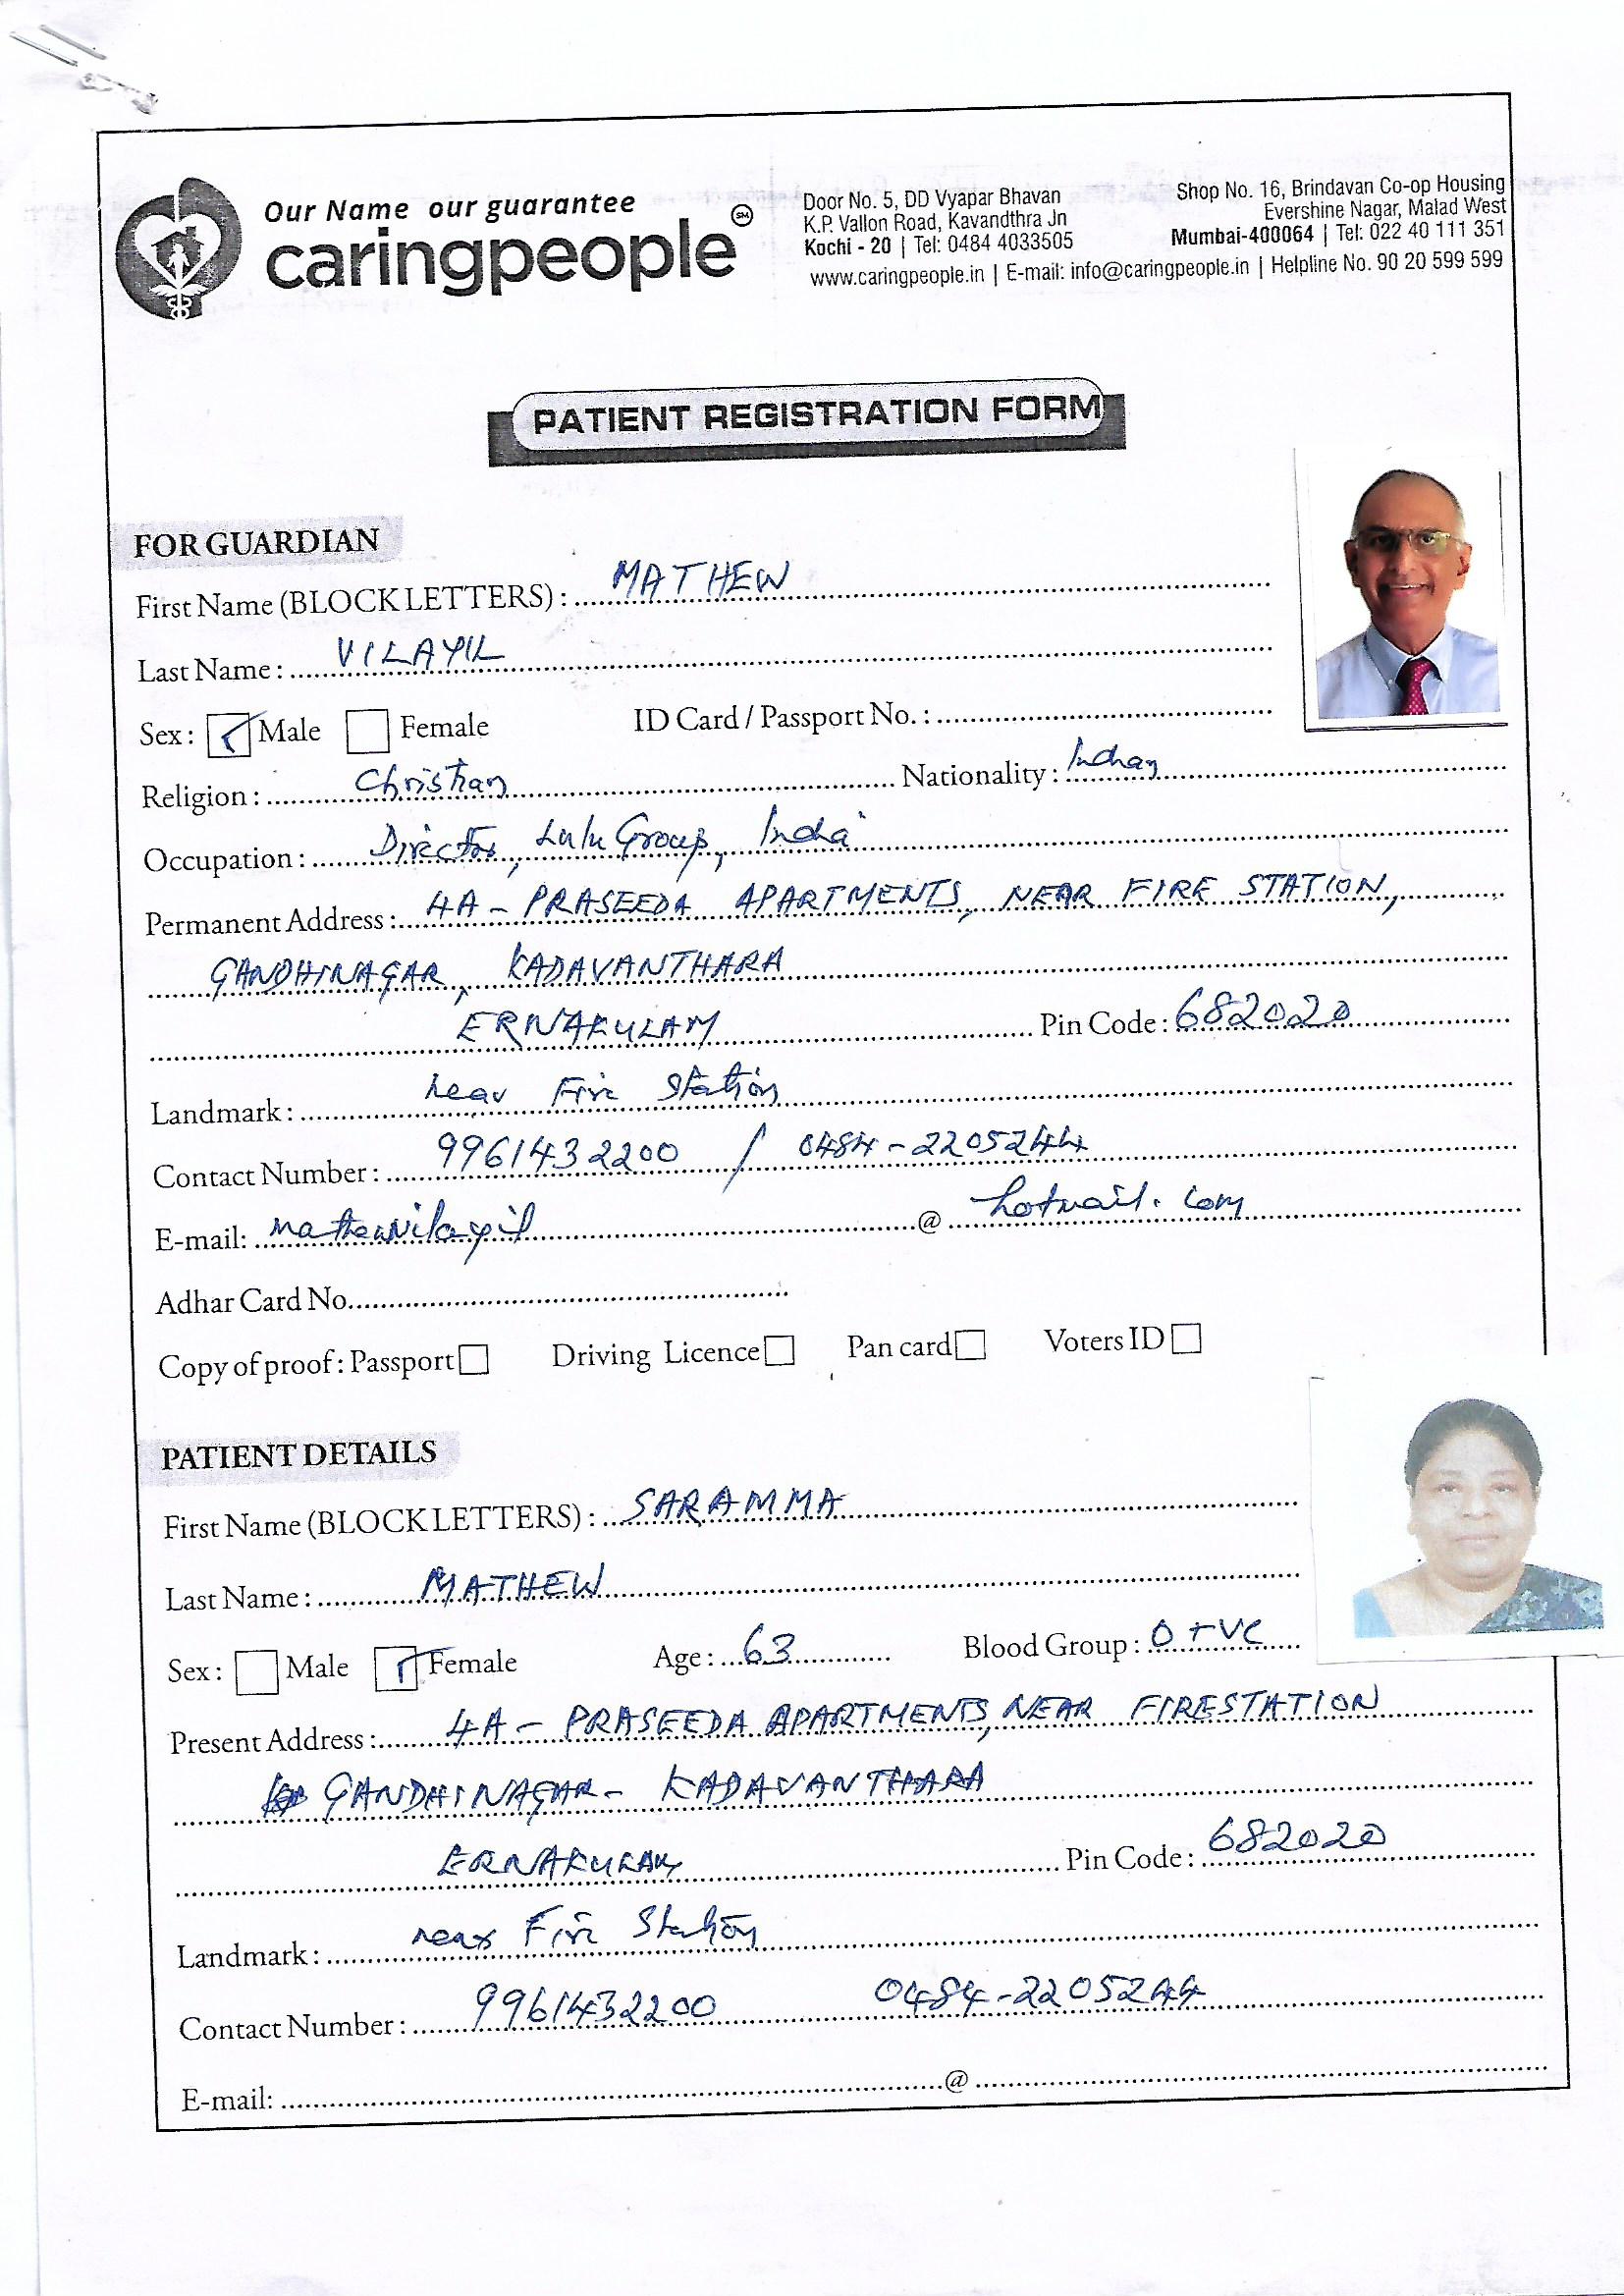 Our Name our guarantee
caringpeople SM
Door No. 5, DD Vyapar Bhavan
K.P. Vallon Road, Kavandthra Jn
Kochi - 20 | Tel: 0484 4033505
Shop No. 16, Brindavan Co-op Housing
Evershine Nagar, Malad West
Mumbai-400064 | Tel: 022 40 111 351
www.caringpeople.in | E-mail: info@caringpeople.in | Helpline No. 90 20 599 599
PATIENT REGISTRATION FORM
FOR GUARDIAN
First Name (BLOCK LETTERS) : MATHEW
Last Name : VILAYIL
Sex : Male Female ID Card / Passport No. :
Religion : Christian Nationality : Indian
Occupation : Director, Lulu Group, India
Permanent Address : 4A - PRASEEDA APARTMENTS, NEAR FIRE STATION,
GANDHINAGAR, KADAVANTHARA
ERNAKULAM Pin Code : 682020
Landmark : near Fire Station
Contact Number : 9961432200 / 0484-2205244
E-mail: mathewvilayil @ hotmail.com
Adhar Card No.
Copy of proof : Passport Driving Licence Pan card Voters ID
PATIENT DETAILS
First Name (BLOCK LETTERS) : SARAMMA
Last Name : MATHEW
Sex : Male Female Age : 63 Blood Group : O +ve
Present Address : 4A - PRASEEDA APARTMENTS, NEAR FIRESTATION
GANDHINAGAR - KADAVANTHARA
ERNAKULAM Pin Code : 682020
Landmark : near Fire Station
Contact Number : 9961432200 0484-2205244
E-mail: @